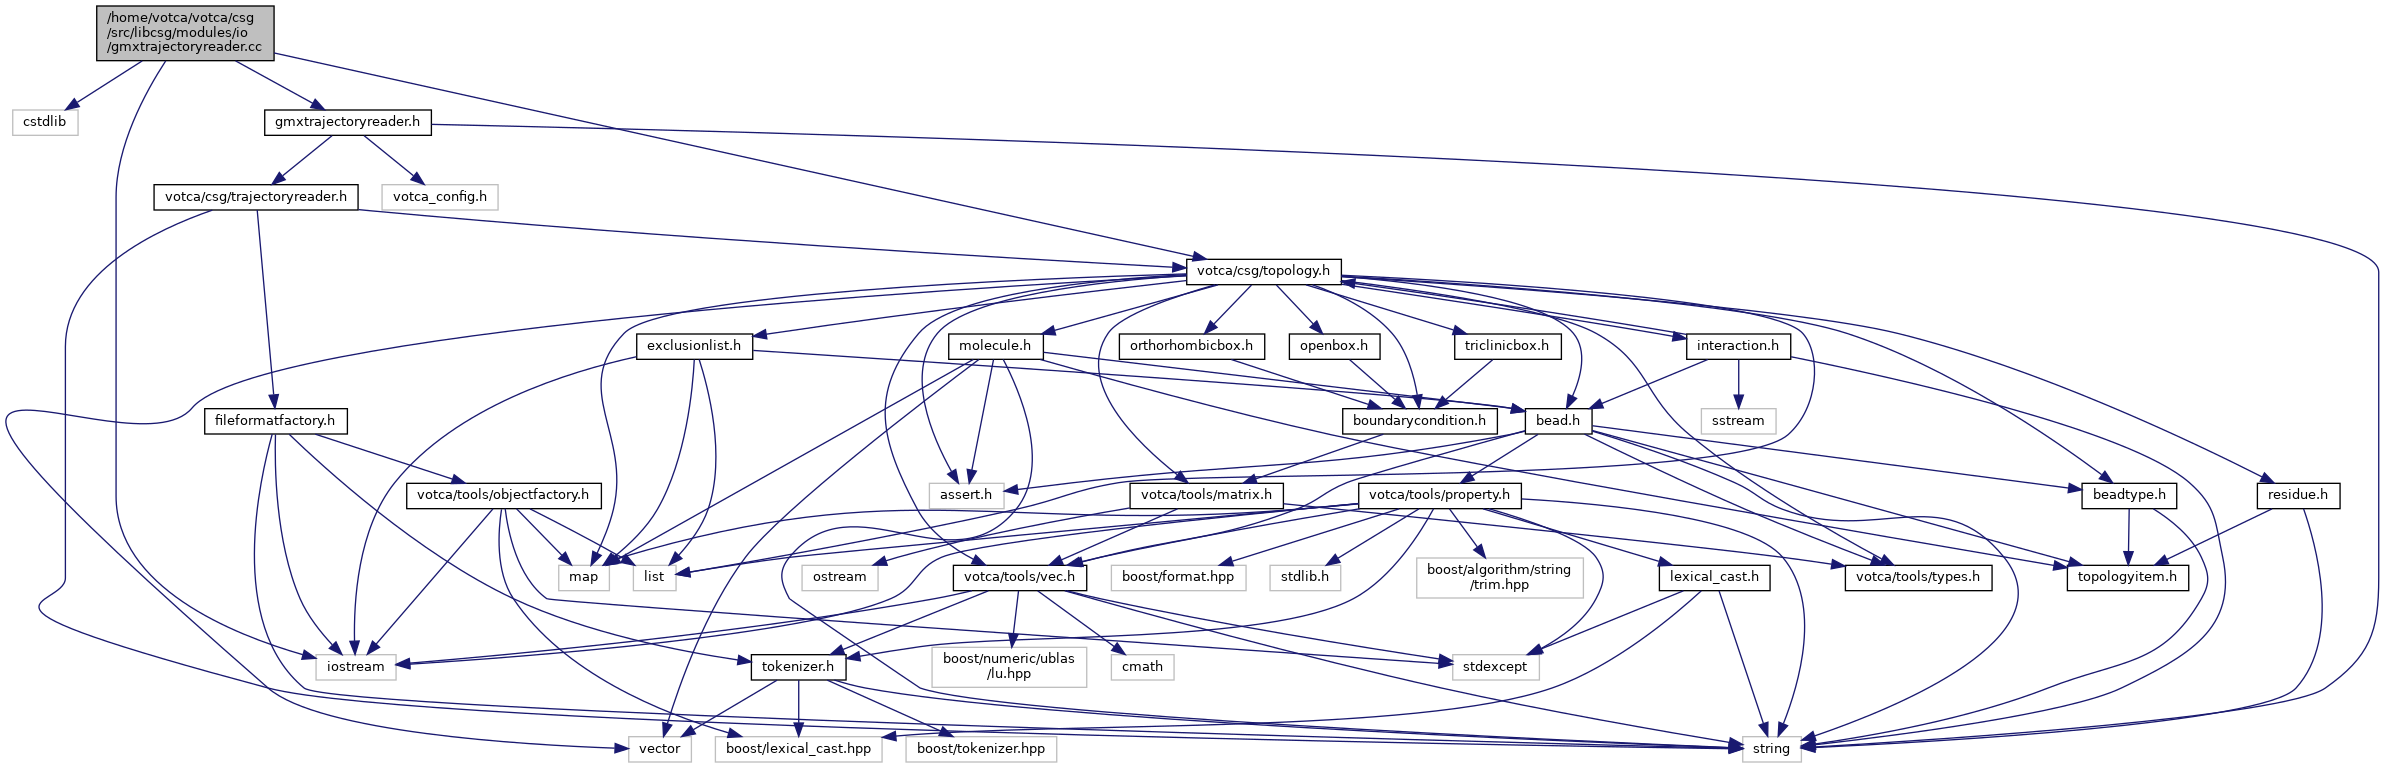 /home/votca/votca/csg
/src/libcsg/modules/io
/gmxtrajectoryreader.cc
cstdlib
gmxtrajectoryreader.h
votca/csg/trajectoryreader.h
votca_config.h
votca/csg/topology.h
exclusionlist.h
molecule.h
orthorhombicbox.h
openbox.h
triclinicbox.h
interaction.h
fileformatfactory.h
boundarycondition.h
bead.h
sstream
votca/tools/objectfactory.h
assert.h
votca/tools/matrix.h
votca/tools/property.h
beadtype.h
residue.h
map
list
ostream
votca/tools/vec.h
boost/format.hpp
stdlib.h
boost/algorithm/string
/trim.hpp
lexical_cast.h
votca/tools/types.h
topologyitem.h
iostream
tokenizer.h
boost/numeric/ublas
/lu.hpp
cmath
stdexcept
vector
boost/lexical_cast.hpp
boost/tokenizer.hpp
string